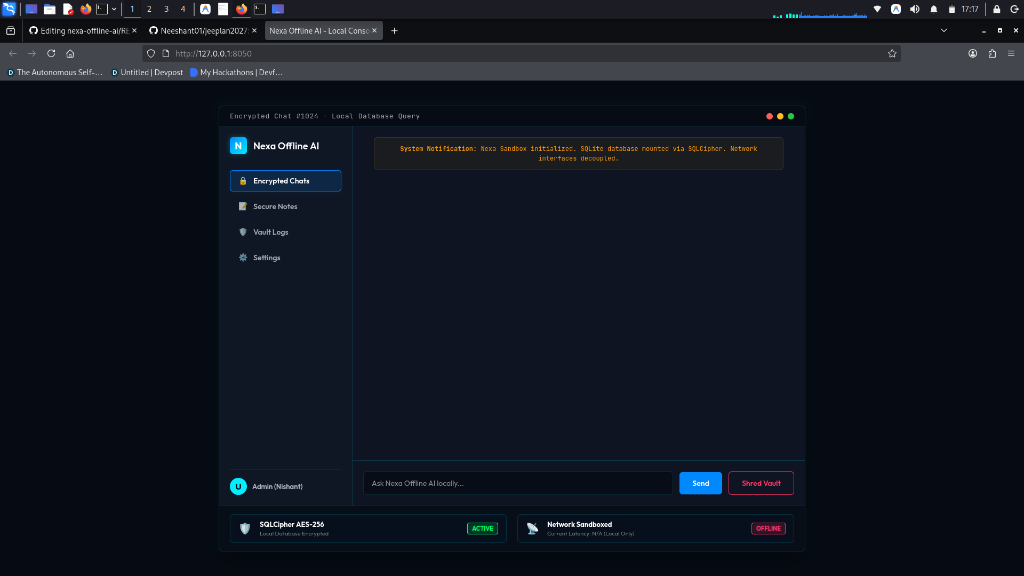 1 2 3 4
17:17
Editing nexa-offline-ai/RE
Neeshant01/jeeplan2027:
Nexa Offline AI - Local Conso
http://127.0.0.1:8050
The Autonomous Self-...
Untitled | Devpost
My Hackathons | Devf...
Encrypted Chat #1024 · Local Database Query
N Nexa Offline AI
Encrypted Chats
Secure Notes
Vault Logs
Settings
System Notification: Nexa Sandbox initialized. SQLite database mounted via SQLCipher. Network
interfaces decoupled.
U Admin (Nishant)
Ask Nexa Offline AI locally...
Send
Shred Vault
SQLCipher AES-256
Local Database Encrypted
ACTIVE
Network Sandboxed
Current Latency: N/A (Local Only)
OFFLINE